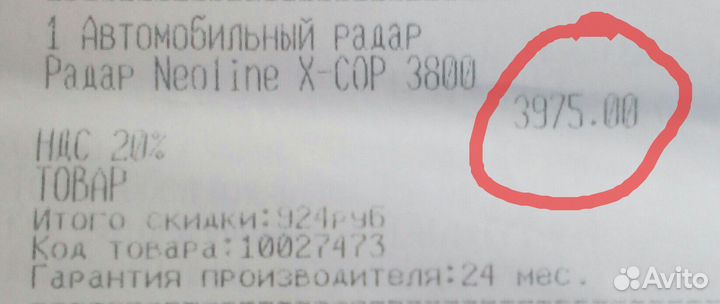 1 Автомобильный радар
Радар Neoline X-COP 3800
3975.00
НДС 20%
ТОВАР
Итого скидки:924руб
Код товара:10027473
Гарантия производителя:24 мес.
Avito